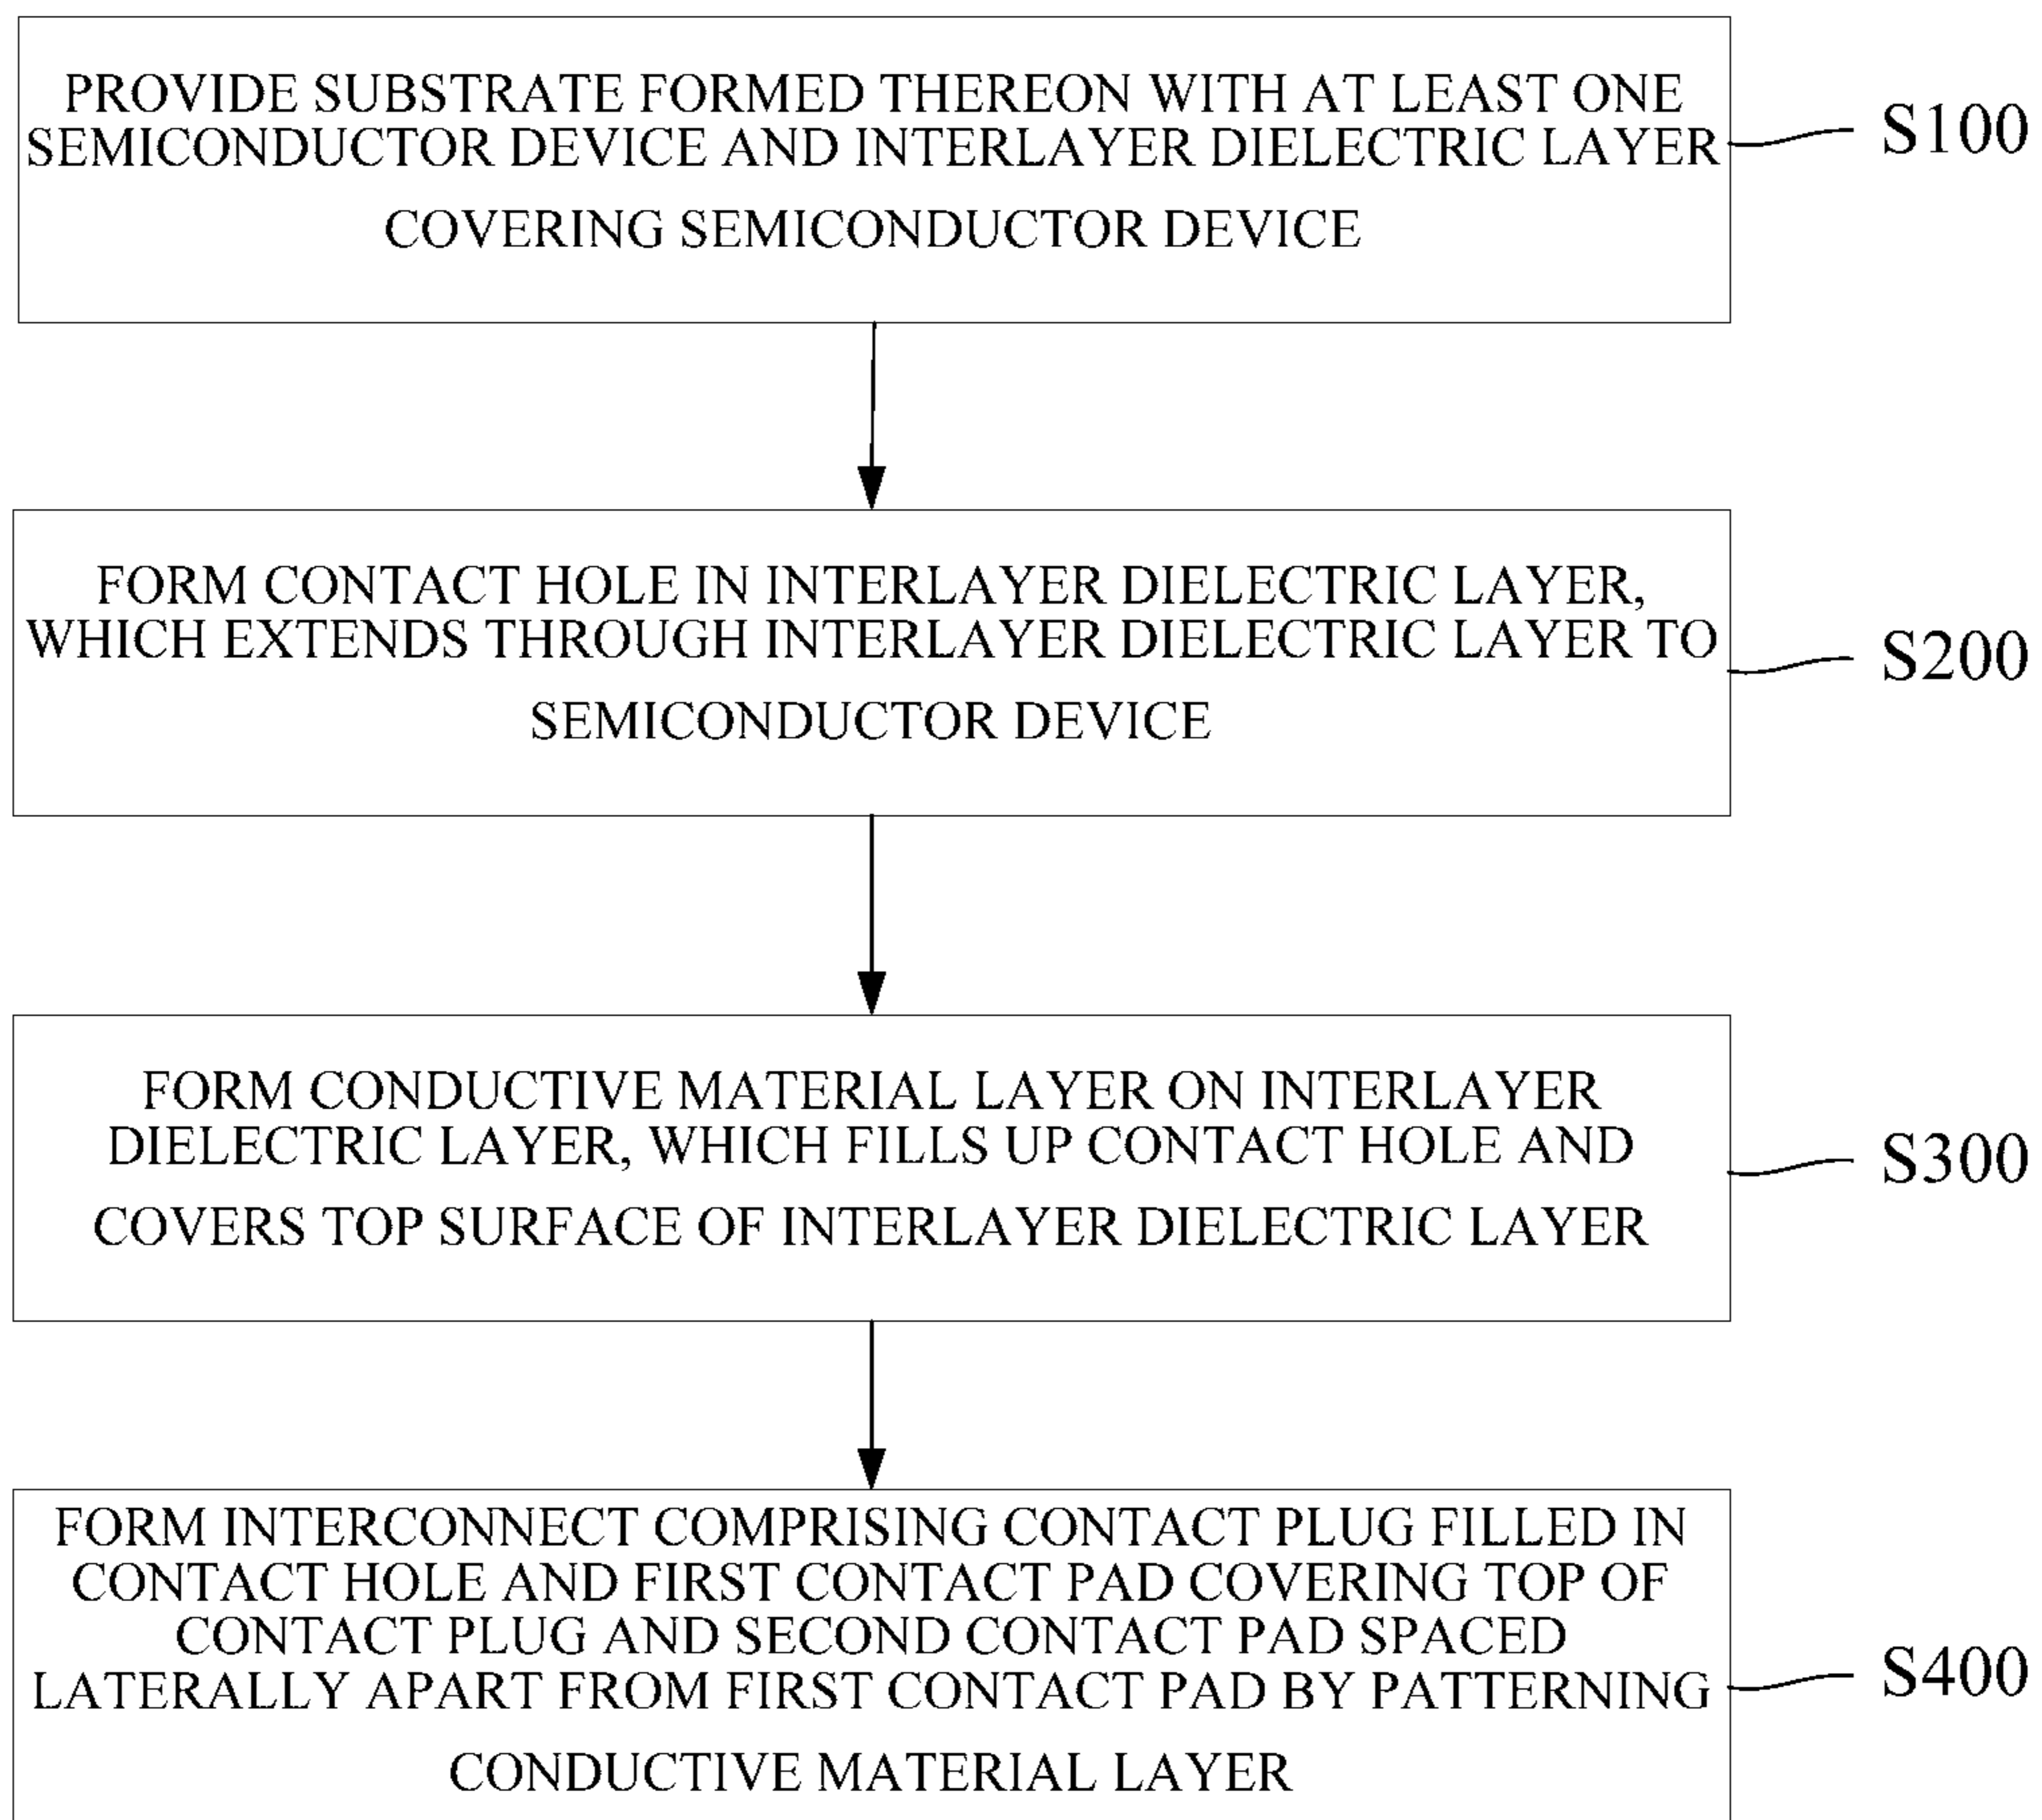 PROVIDE SUBSTRATE FORMED THEREON WITH AT LEAST ONE
SEMICONDUCTOR DEVICE AND INTERLAYER DIELECTRIC LAYER
COVERING SEMICONDUCTOR DEVICE
S100
FORM CONTACT HOLE IN INTERLAYER DIELECTRIC LAYER,
WHICH EXTENDS THROUGH INTERLAYER DIELECTRIC LAYER TO
SEMICONDUCTOR DEVICE
S200
FORM CONDUCTIVE MATERIAL LAYER ON INTERLAYER
DIELECTRIC LAYER, WHICH FILLS UP CONTACT HOLE AND
COVERS TOP SURFACE OF INTERLAYER DIELECTRIC LAYER
S300
FORM INTERCONNECT COMPRISING CONTACT PLUG FILLED IN
CONTACT HOLE AND FIRST CONTACT PAD COVERING TOP OF
CONTACT PLUG AND SECOND CONTACT PAD SPACED
LATERALLY APART FROM FIRST CONTACT PAD BY PATTERNING
CONDUCTIVE MATERIAL LAYER
S400